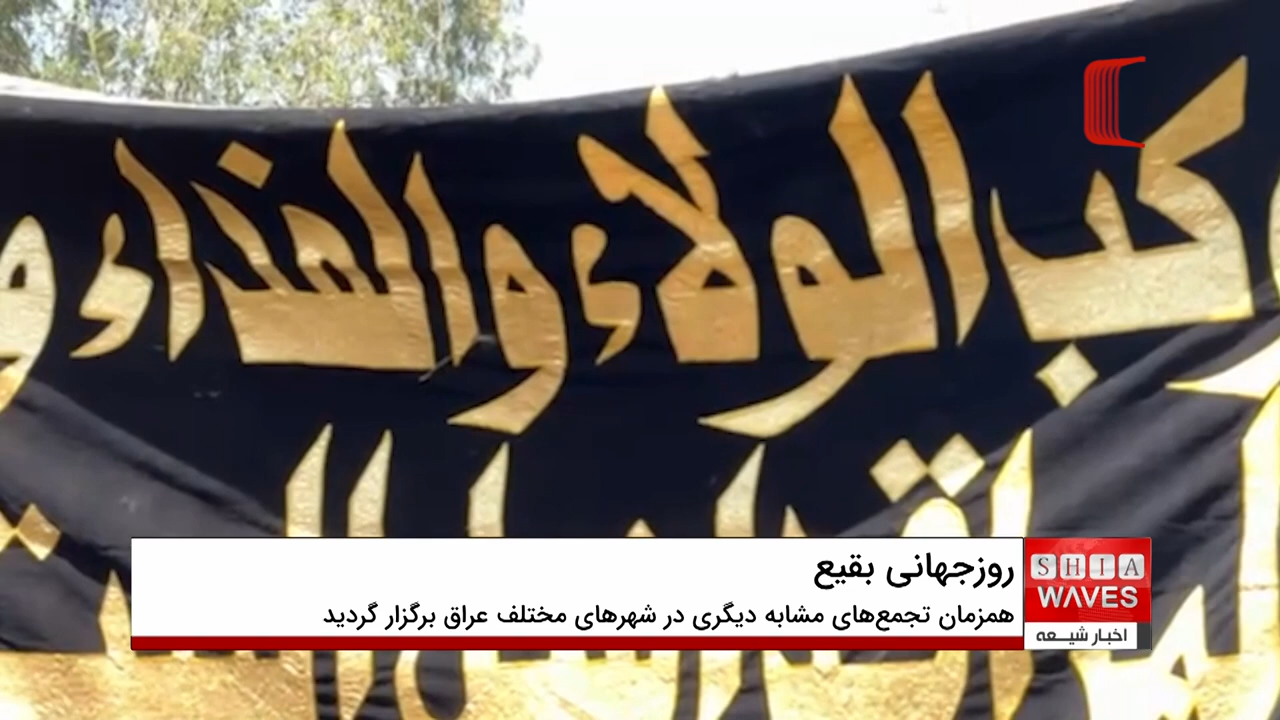 كب الولاء والفداء و
روزجهانی بقیع
همزمان تجمع‌های مشابه دیگری در شهرهای مختلف عراق برگزار گردید
SHIA
WAVES
اخبار شیعه